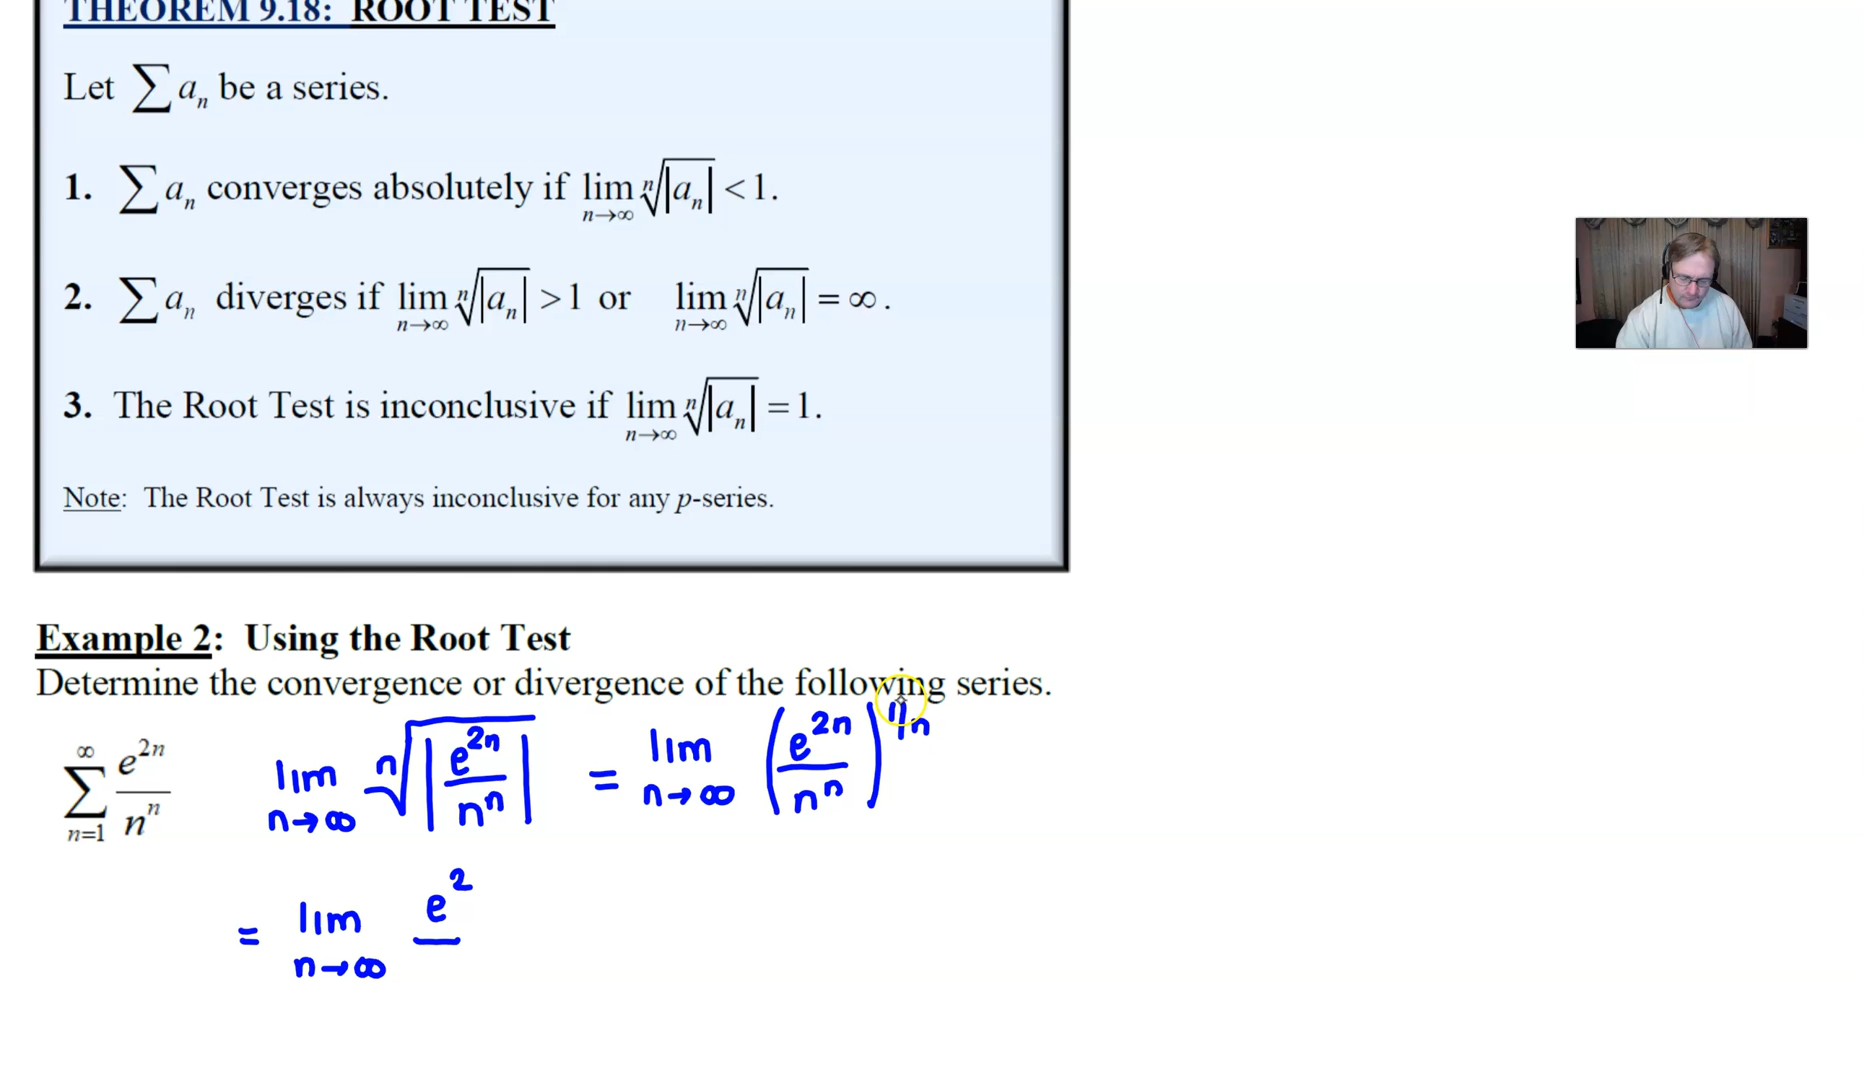 THEOREM 9.18: ROOT TEST
Let ∑ aₙ be a series.
1. ∑ aₙ converges absolutely if lim n→∞ ⁿ√|aₙ| < 1.
2. ∑ aₙ diverges if lim n→∞ ⁿ√|aₙ| > 1 or lim n→∞ ⁿ√|aₙ| = ∞.
3. The Root Test is inconclusive if lim n→∞ ⁿ√|aₙ| = 1.
Note: The Root Test is always inconclusive for any p-series.
Example 2: Using the Root Test
Determine the convergence or divergence of the following series.
∞ ∑ n=1 e²ⁿ/nⁿ lim n→∞ ⁿ√|e²ⁿ/nⁿ| = lim n→∞ (e²ⁿ/nⁿ)^1/n
= lim n→∞ e²/